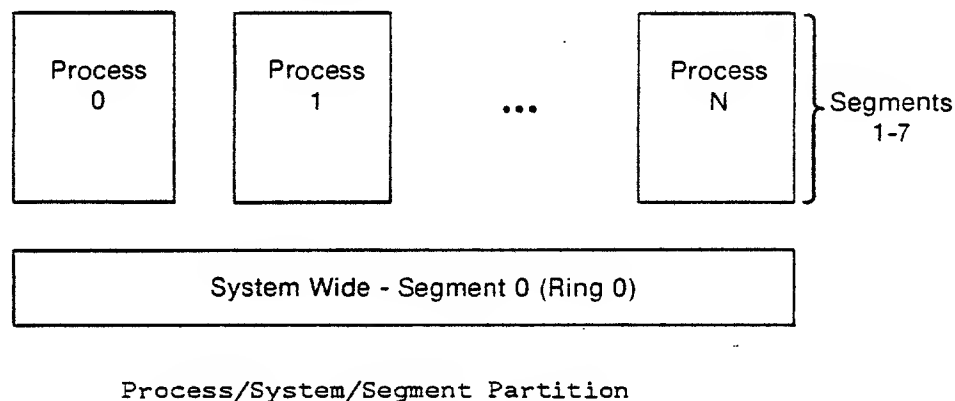 Process
0
Process
1
...
Process
N
Segments
1-7
System Wide - Segment 0 (Ring 0)
Process/System/Segment Partition